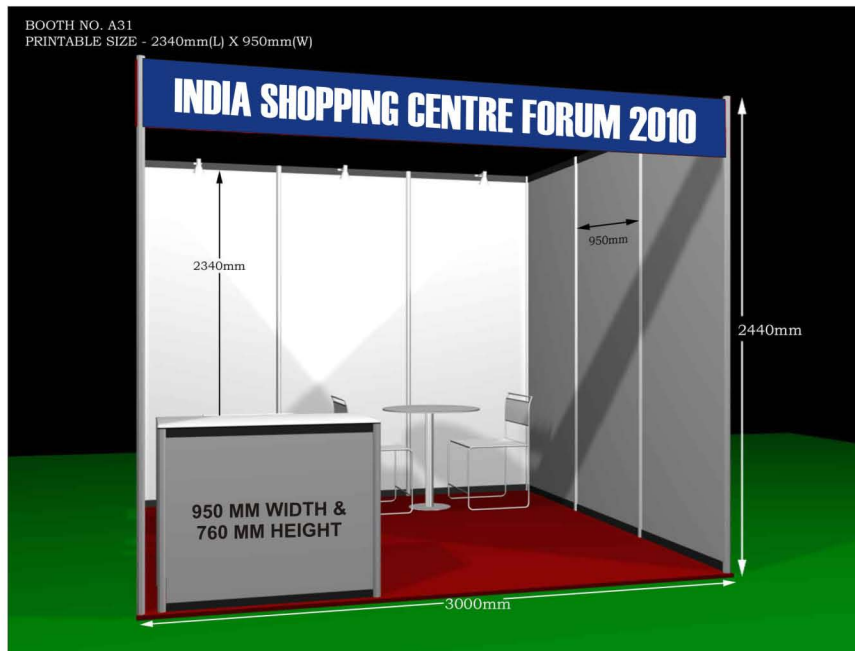 BOOTH NO. A31
PRINTABLE SIZE - 2340mm(L) X 950mm(W)
INDIA SHOPPING CENTRE FORUM 2010
950mm
2340mm
2440mm
950 MM WIDTH &
760 MM HEIGHT
3000mm